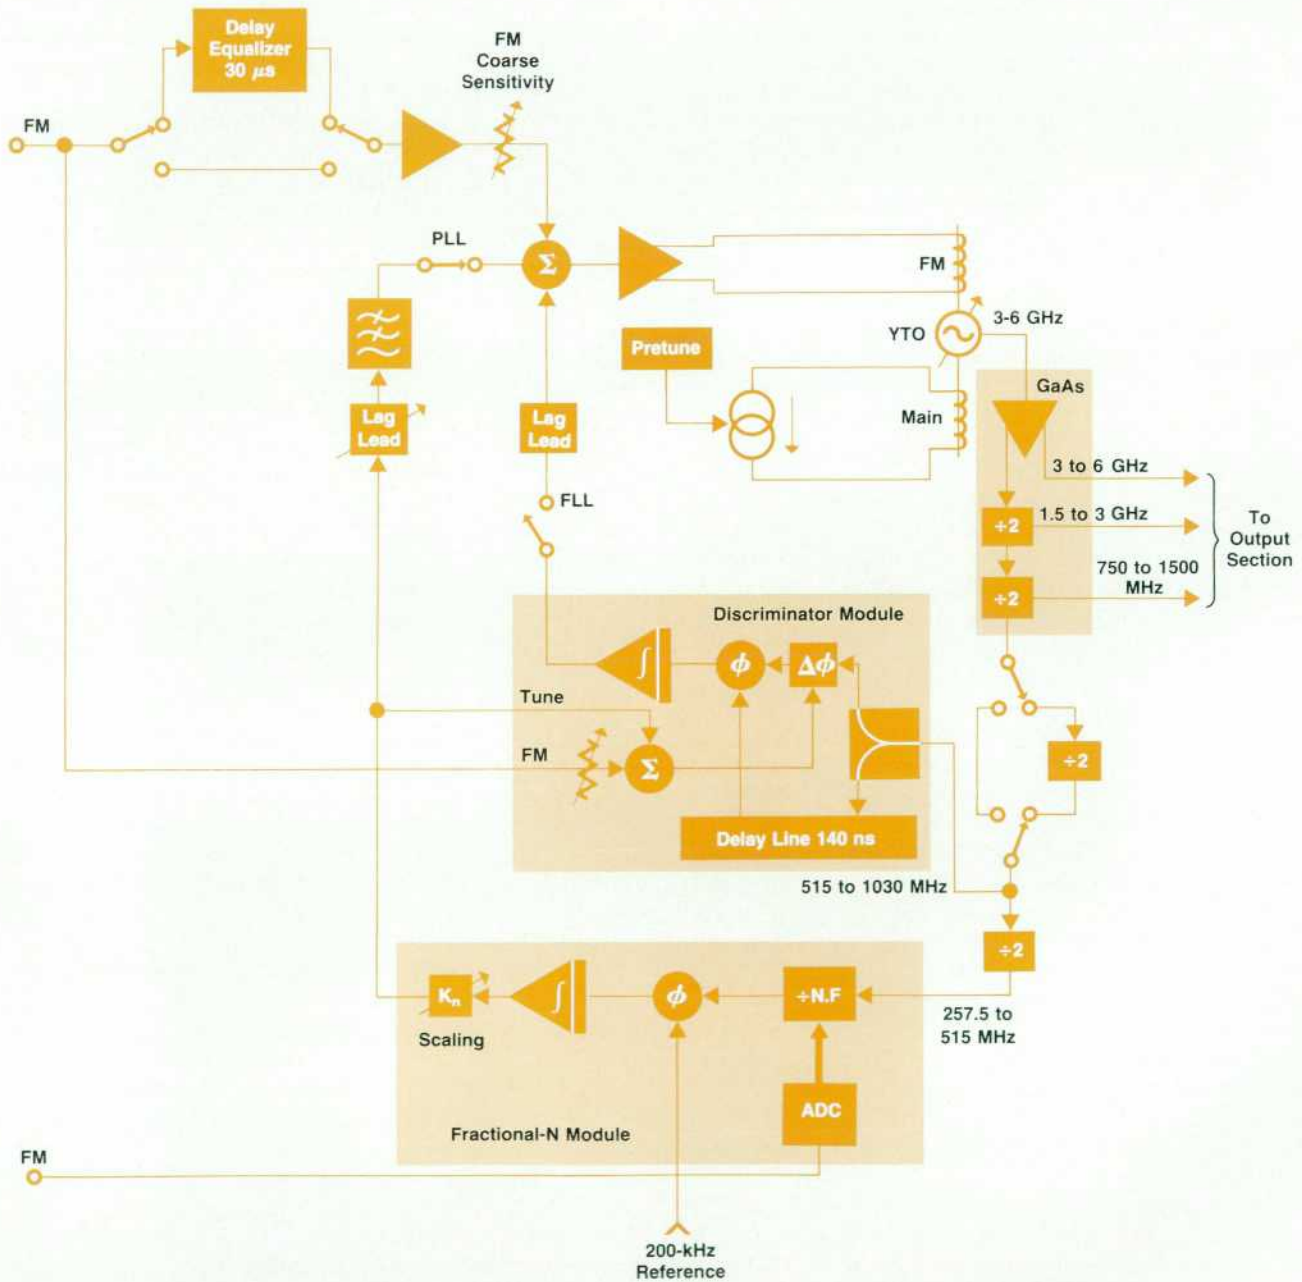 Delay
Equalizer
30 μs
FM
Coarse
Sensitivity
FM
PLL
Σ
FM
3-6 GHz
YTO
Pretune
GaAs
Lag
Lead
Lag
Lead
Main
3 to 6 GHz
FLL
÷2
1.5 to 3 GHz
To
Output
Section
÷2
750 to 1500
MHz
Discriminator Module
∫
ϕ
Δϕ
Tune
FM
Σ
÷2
Delay Line 140 ns
515 to 1030 MHz
÷2
Kn
∫
ϕ
÷N.F
257.5 to
515 MHz
Scaling
ADC
Fractional-N Module
FM
200-kHz
Reference